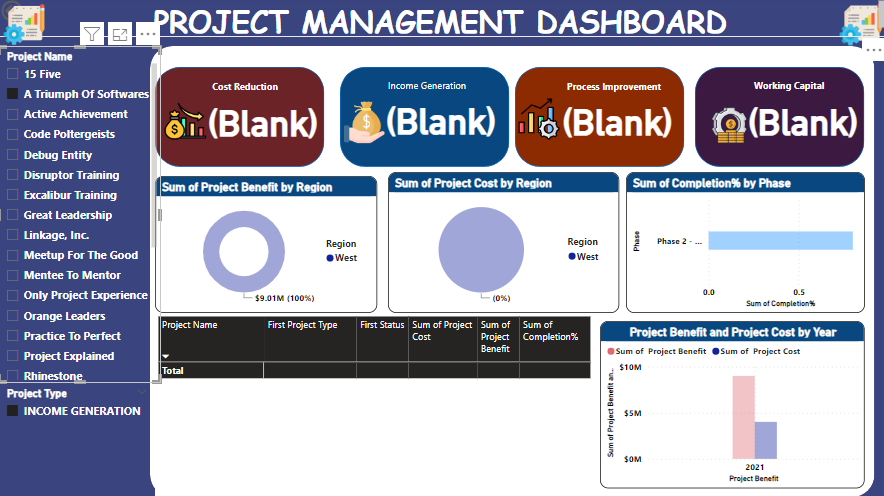 PROJECT MANAGEMENT DASHBOARD
Project Name
15 Five
A Triumph Of Softwares
Active Achievement
Code Poltergeists
Debug Entity
Disruptor Training
Excalibur Training
Great Leadership
Linkage, Inc.
Meetup For The Good
Mentee To Mentor
Only Project Experience
Orange Leaders
Practice To Perfect
Project Explained
Rhinestone
Project Type
INCOME GENERATION
Cost Reduction
(Blank)
Income Generation
(Blank)
Process Improvement
(Blank)
Working Capital
(Blank)
Sum of Project Benefit by Region
Region
West
$9.01M (100%)
Sum of Project Cost by Region
Region
West
(0%)
Sum of Completion% by Phase
Phase
Phase 2 - ...
0.0 0.5
Sum of Completion%
Project Name First Project Type First Status Sum of Project Cost Sum of Project Benefit Sum of Completion%
Total
Project Benefit and Project Cost by Year
Sum of Project Benefit Sum of Project Cost
Sum of Project Benefit an...
$10M
$5M
$0M
2021
Project Benefit